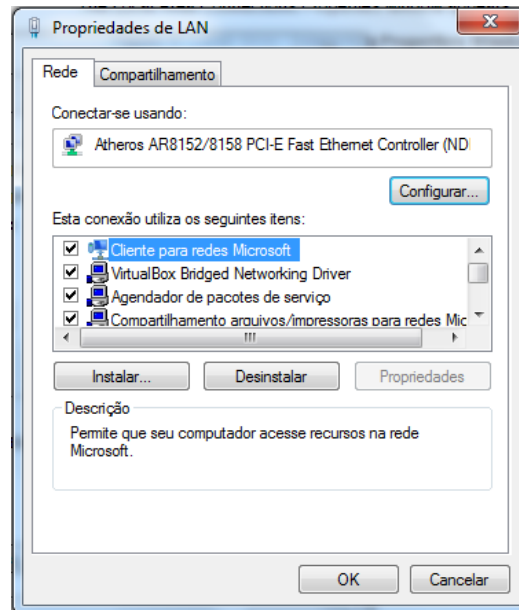 Propriedades de LAN
Rede
Compartilhamento
Conectar-se usando:
Atheros AR8152/8158 PCI-E Fast Ethernet Controller (ND
Configurar...
Esta conexão utiliza os seguintes itens:
Cliente para redes Microsoft
VirtualBox Bridged Networking Driver
Agendador de pacotes de serviço
Compartilhamento arquivos/impressoras para redes Mic
Instalar...
Desinstalar
Propriedades
Descrição
Permite que seu computador acesse recursos na rede
Microsoft.
OK
Cancelar